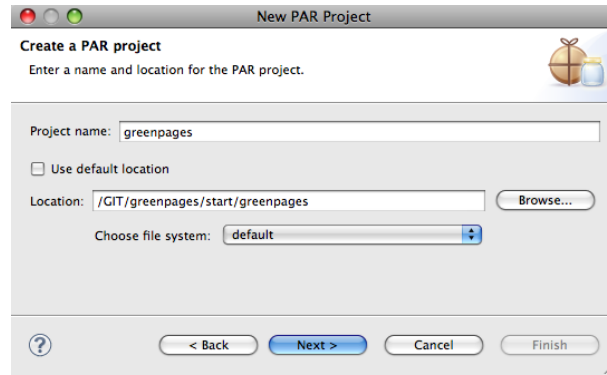 New PAR Project
Create a PAR project
Enter a name and location for the PAR project.
Project name: greenpages
Use default location
Location: /GIT/greenpages/start/greenpages Browse...
Choose file system: default
? < Back Next > Cancel Finish